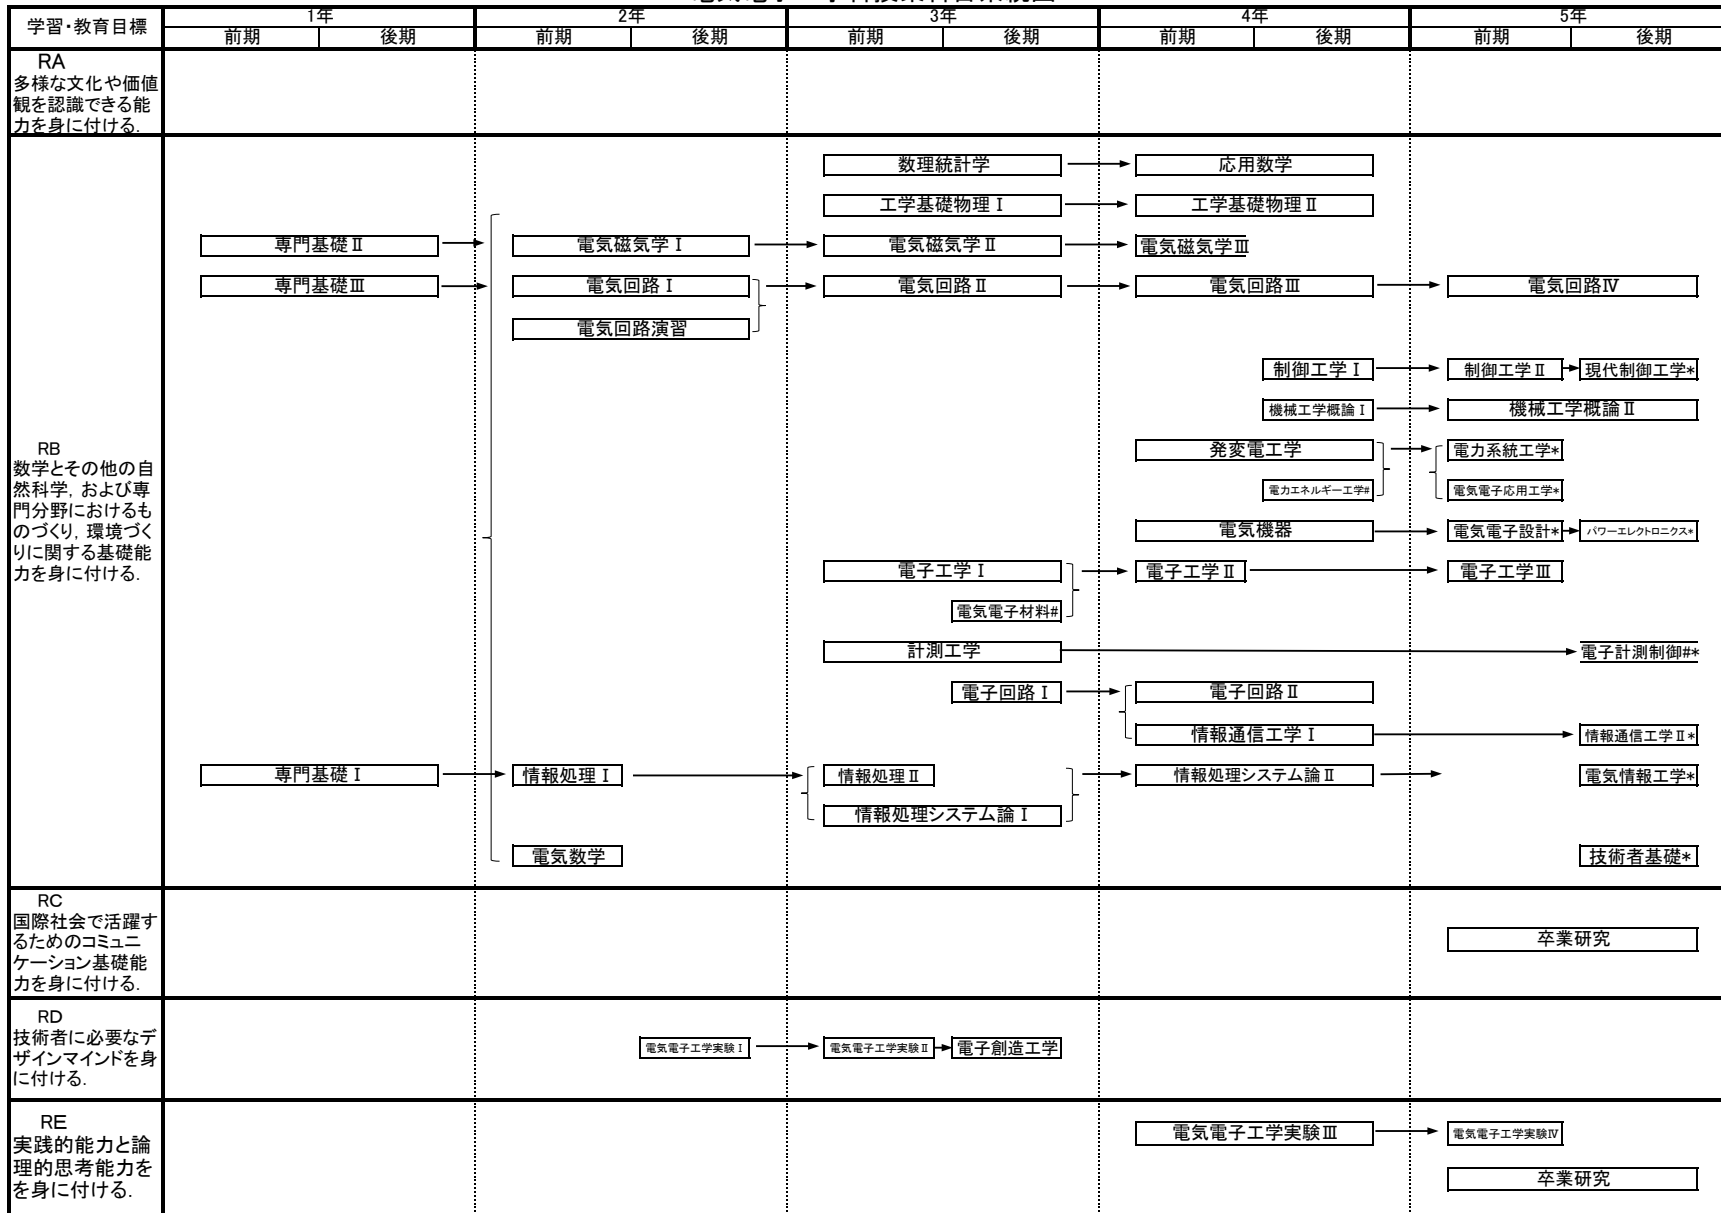 学習・教育目標 1年 2年 3年 4年 5年
前期 後期 前期 後期 前期 後期 前期 後期 前期 後期
RA
多様な文化や価値
観を認識できる能
力を身に付ける.
数理統計学 応用数学
工学基礎物理Ⅰ 工学基礎物理Ⅱ
専門基礎Ⅱ 電気磁気学Ⅰ 電気磁気学Ⅱ 電気磁気学Ⅲ
専門基礎Ⅲ 電気回路Ⅰ 電気回路Ⅱ 電気回路Ⅲ 電気回路Ⅳ
電気回路演習
制御工学Ⅰ 制御工学Ⅱ 現代制御工学*
機械工学概論Ⅰ 機械工学概論Ⅱ
RB
数学とその他の自
然科学, および専
門分野におけるも
のづくり, 環境づく
りに関する基礎能
力を身に付ける.
発変電工学 電力系統工学*
電力エネルギー工学# 電気電子応用工学*
電気機器 電気電子設計* パワーエレクトロニクス*
電子工学Ⅰ 電子工学Ⅱ 電子工学Ⅲ
電気電子材料#
計測工学 電子計測制御#*
電子回路Ⅰ 電子回路Ⅱ
情報通信工学Ⅰ 情報通信工学Ⅱ*
専門基礎Ⅰ 情報処理Ⅰ 情報処理Ⅱ 情報処理システム論Ⅱ 電気情報工学*
情報処理システム論Ⅰ
電気数学 技術者基礎*
RC
国際社会で活躍す
るためのコミュニ
ケーション基礎能
力を身に付ける.
卒業研究
RD
技術者に必要なデ
ザインマインドを身
に付ける.
電気電子工学実験Ⅰ 電気電子工学実験Ⅱ 電子創造工学
RE
実践的能力と論
理的思考能力を
を身に付ける.
電気電子工学実験Ⅲ 電気電子工学実験Ⅳ
卒業研究